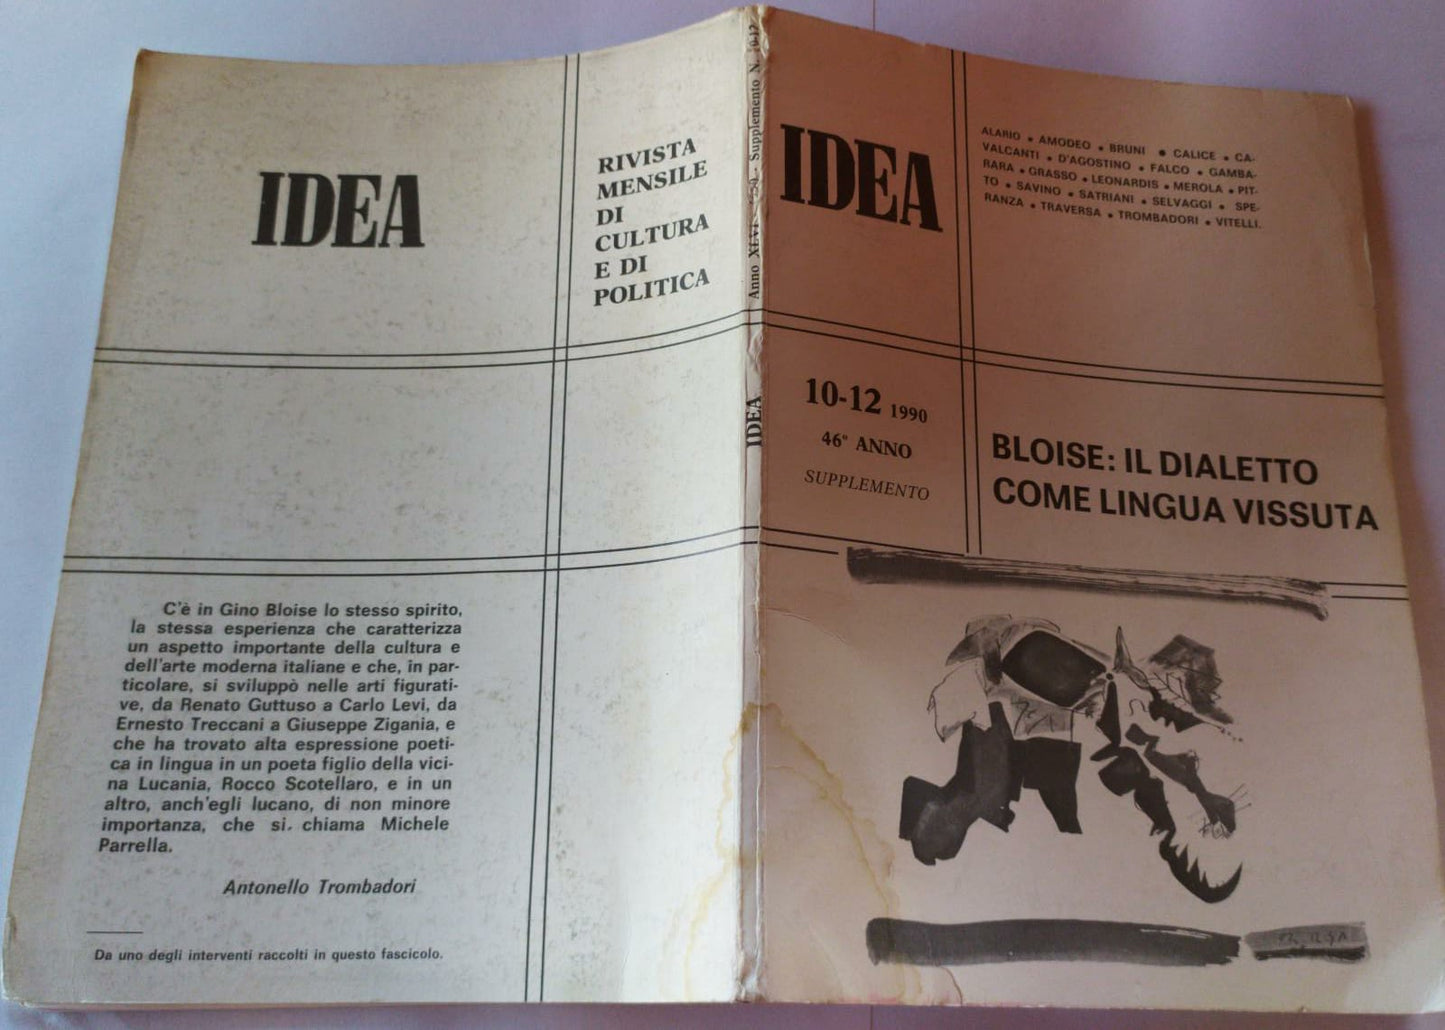 IDEA
RIVISTA
MENSILE
DI
CULTURA
E DI
POLITICA
C'è in Gino Bloise lo stesso spirito,
la stessa esperienza che caratterizza
un aspetto importante della cultura e
dell'arte moderna italiane e che, in par-
ticolare, si sviluppò nelle arti figurati-
ve, da Renato Guttuso a Carlo Levi, da
Ernesto Treccani a Giuseppe Zigania, e
che ha trovato alta espressione poeti-
ca in lingua in un poeta figlio della vici-
na Lucania, Rocco Scotellaro, e in un
altro, anch'egli lucano, di non minore
importanza, che si. chiama Michele
Parrella.
Antonello Trombadori
Da uno degli interventi raccolti in questo fascicolo.
IDEA Anno XLVI - Supplemento N. 10-12
IDEA
ALARIO • AMODEO • BRUNI • CALICE • CA-
VALCANTI • D'AGOSTINO • FALCO • GAMBA-
RARA • GRASSO • LEONARDIS • MEROLA • PIT-
TO • SAVINO • SATRIANI • SELVAGGI • SPE-
RANZA • TRAVERSA • TROMBADORI • VITELLI.
10-12 1990
46º ANNO
SUPPLEMENTO
BLOISE: IL DIALETTO
COME LINGUA VISSUTA